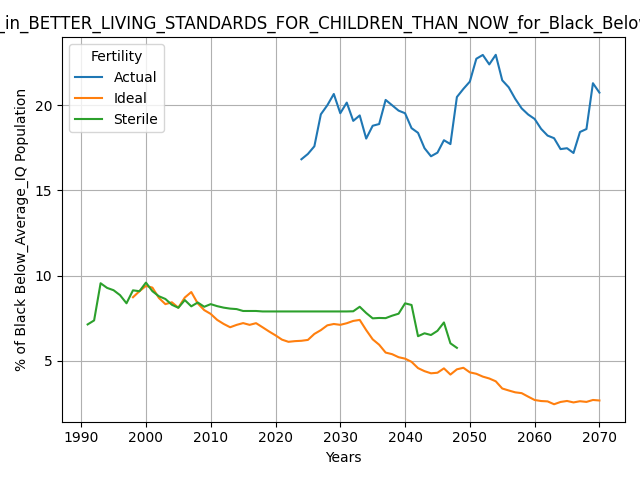 _in_BETTER_LIVING_STANDARDS_FOR_CHILDREN_THAN_NOW_for_Black_Below
Fertility
Actual
Ideal
Sterile
% of Black Below_Average_IQ Population
20
15
10
5
1990 2000 2010 2020 2030 2040 2050 2060 2070
Years